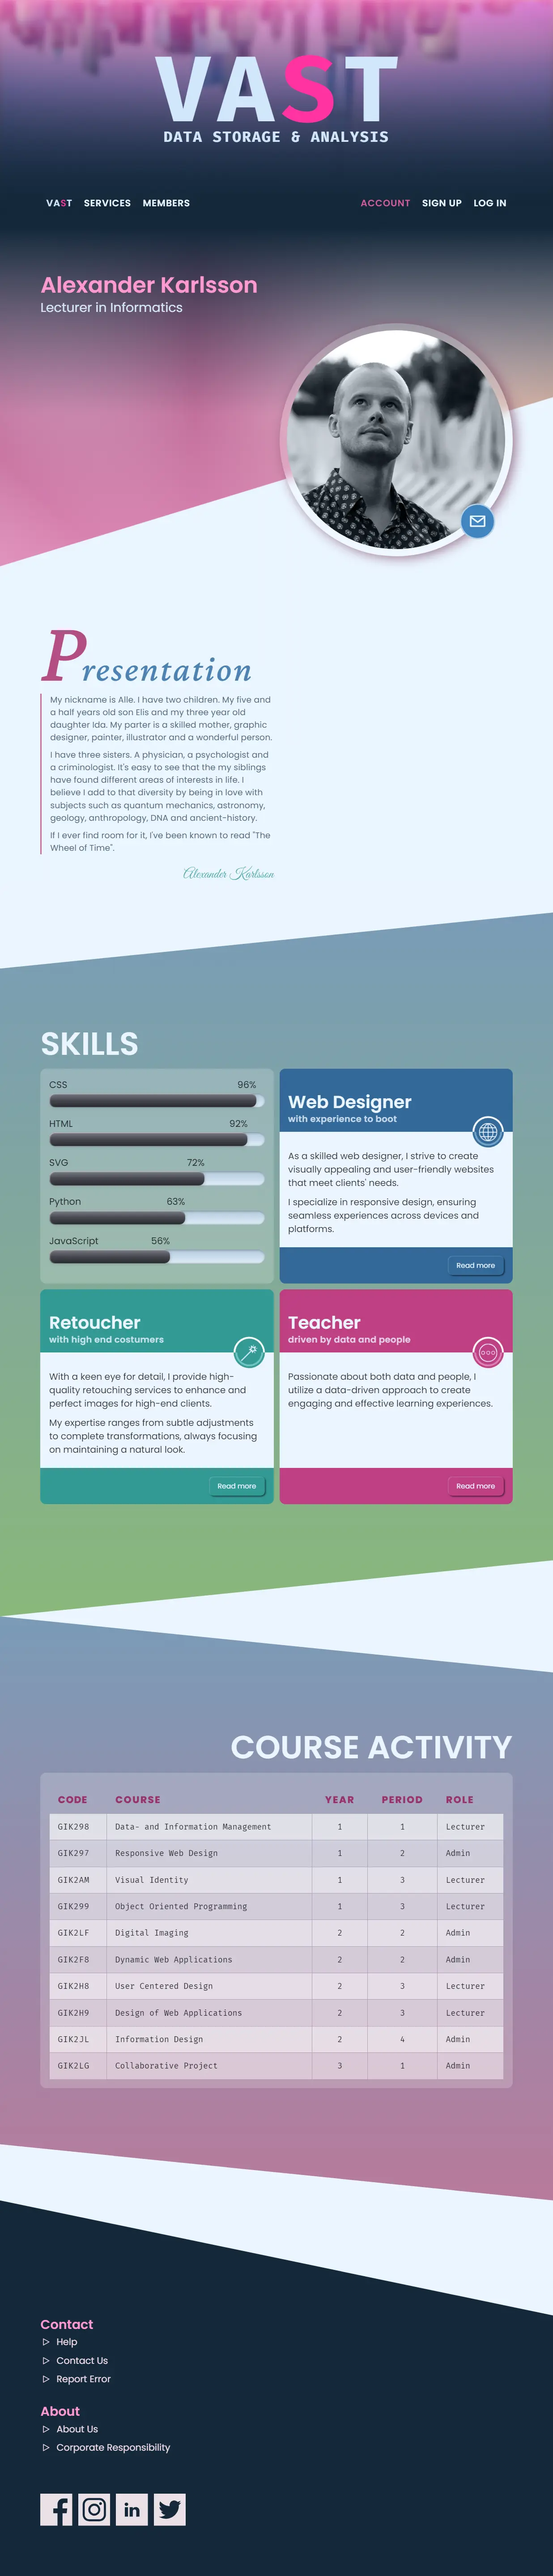 VAST
DATA STORAGE & ANALYSIS
VAST SERVICES MEMBERS ACCOUNT SIGN UP LOG IN
Alexander Karlsson
Lecturer in Informatics
Presentation
My nickname is Alle. I have two children. My five and
a half years old son Elis and my three year old
daughter Ida. My parter is a skilled mother, graphic
designer, painter, illustrator and a wonderful person.
I have three sisters. A physician, a psychologist and
a criminologist. It's easy to see that the my siblings
have found different areas of interests in life. I
believe I add to that diversity by being in love with
subjects such as quantum mechanics, astronomy,
geology, anthropology, DNA and ancient-history.
If I ever find room for it, I've been known to read "The
Wheel of Time".
Alexander Karlsson
SKILLS
CSS 96%
HTML 92%
SVG 72%
Python 63%
JavaScript 56%
Web Designer
with experience to boot
As a skilled web designer, I strive to create
visually appealing and user-friendly websites
that meet clients' needs.
I specialize in responsive design, ensuring
seamless experiences across devices and
platforms.
Read more
Retoucher
with high end costumers
With a keen eye for detail, I provide high-
quality retouching services to enhance and
perfect images for high-end clients.
My expertise ranges from subtle adjustments
to complete transformations, always focusing
on maintaining a natural look.
Read more
Teacher
driven by data and people
Passionate about both data and people, I
utilize a data-driven approach to create
engaging and effective learning experiences.
Read more
COURSE ACTIVITY
CODE COURSE YEAR PERIOD ROLE
GIK298 Data- and Information Management 1 1 Lecturer
GIK297 Responsive Web Design 1 2 Admin
GIK2AM Visual Identity 1 3 Lecturer
GIK299 Object Oriented Programming 1 3 Lecturer
GIK2LF Digital Imaging 2 2 Admin
GIK2F8 Dynamic Web Applications 2 2 Admin
GIK2H8 User Centered Design 2 3 Lecturer
GIK2H9 Design of Web Applications 2 3 Lecturer
GIK2JL Information Design 2 4 Admin
GIK2LG Collaborative Project 3 1 Admin
Contact
Help
Contact Us
Report Error
About
About Us
Corporate Responsibility